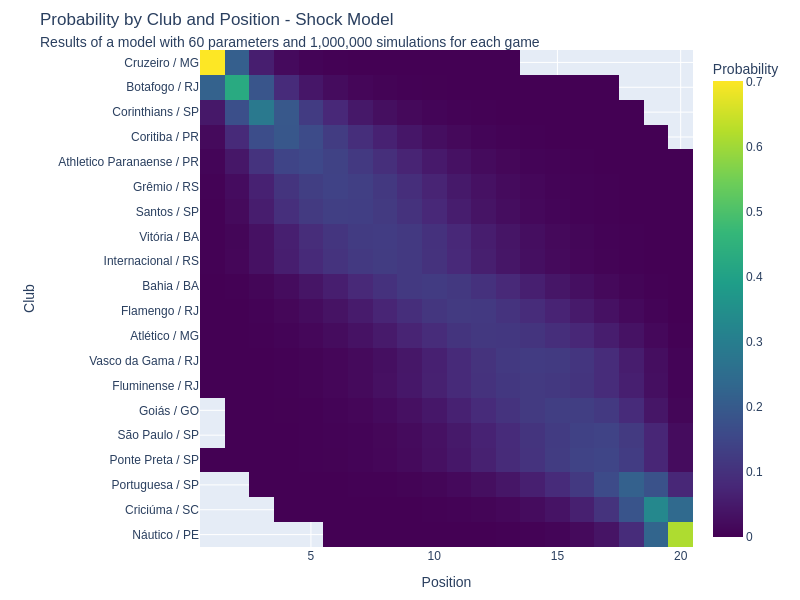 Probability by Club and Position - Shock Model
Results of a model with 60 parameters and 1,000,000 simulations for each game
Probability
Club
Cruzeiro / MG
Botafogo / RJ
Corinthians / SP
Coritiba / PR
Athletico Paranaense / PR
Grêmio / RS
Santos / SP
Vitória / BA
Internacional / RS
Bahia / BA
Flamengo / RJ
Atlético / MG
Vasco da Gama / RJ
Fluminense / RJ
Goiás / GO
São Paulo / SP
Ponte Preta / SP
Portuguesa / SP
Criciúma / SC
Náutico / PE
0.7
0.6
0.5
0.4
0.3
0.2
0.1
0
5 10 15 20
Position